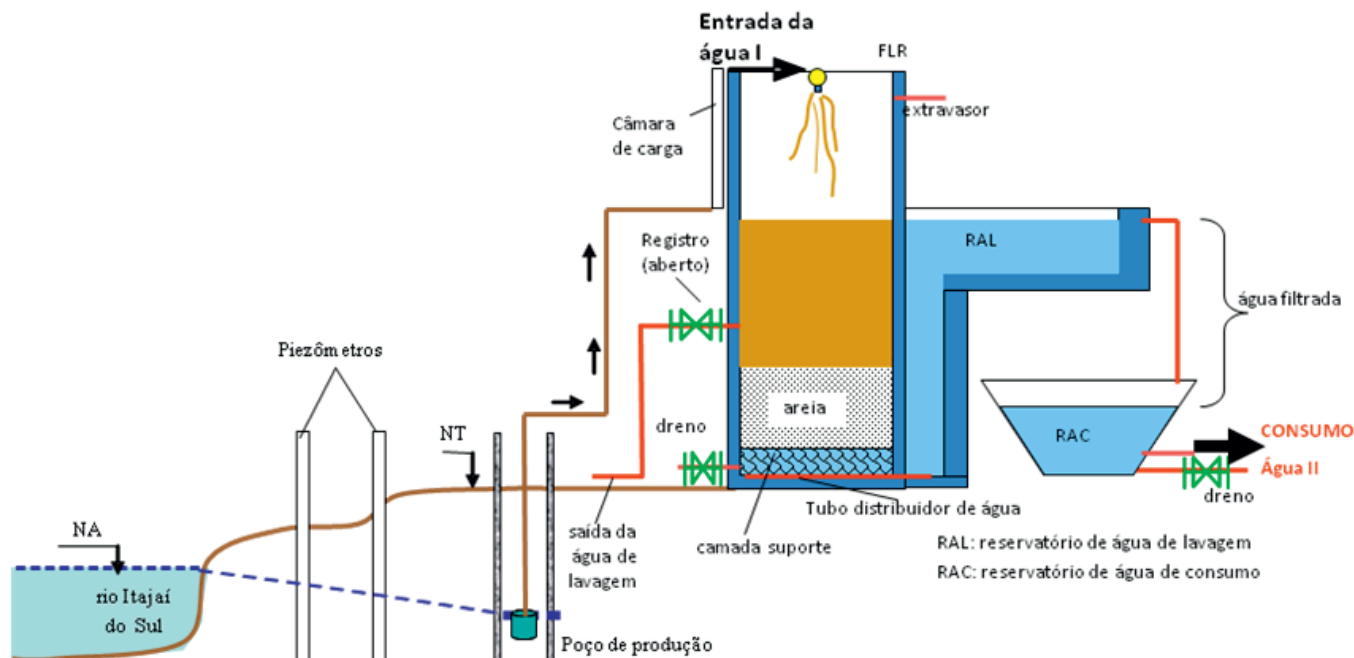 Entrada da
água I
FLR
extravasor
Câmara
de carga
Registro
(aberto)
RAL
água filtrada
Piezômetros
areia
dreno
NT
RAC
CONSUMO
Água II
dreno
Tubo distribuidor de água
NA
saída da
água de
lavagem
camada suporte
RAL: reservatório de água de lavagem
RAC: reservatório de água de consumo
rio Itajaí
do Sul
Poço de produção